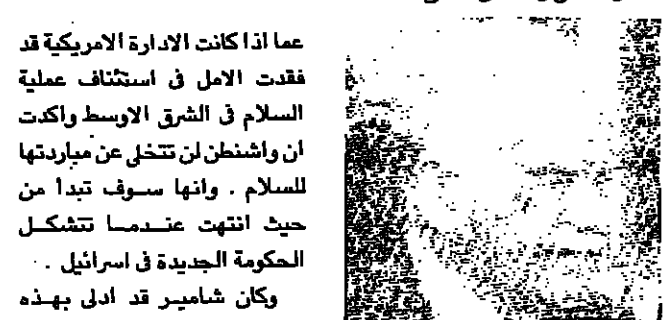 عما اذا كانت الادارة الامريكية قد
فقدت الامل فى استئناف عملية
السلام فى الشرق الاوسط واكدت
ان واشنطن لن تتخلى عن مباردتها
للسلام . وانها سوف تبدأ من
حيث انتهت عندما تتشكل
الحكومة الجديدة فى اسرائيل .
وكان شامير قد ادلى بهذه